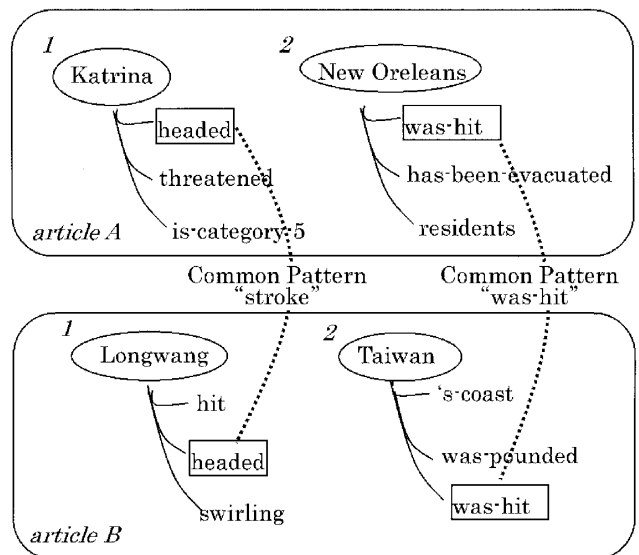 1
2
Katrina
New Oreleans
headed
was-hit
threatened
has-been-evacuated
is-category-5
residents
article A
Common Pattern
"stroke"
Common Pattern
"was-hit"
1
2
Longwang
Taiwan
hit
's-coast
headed
was-pounded
swirling
was-hit
article B